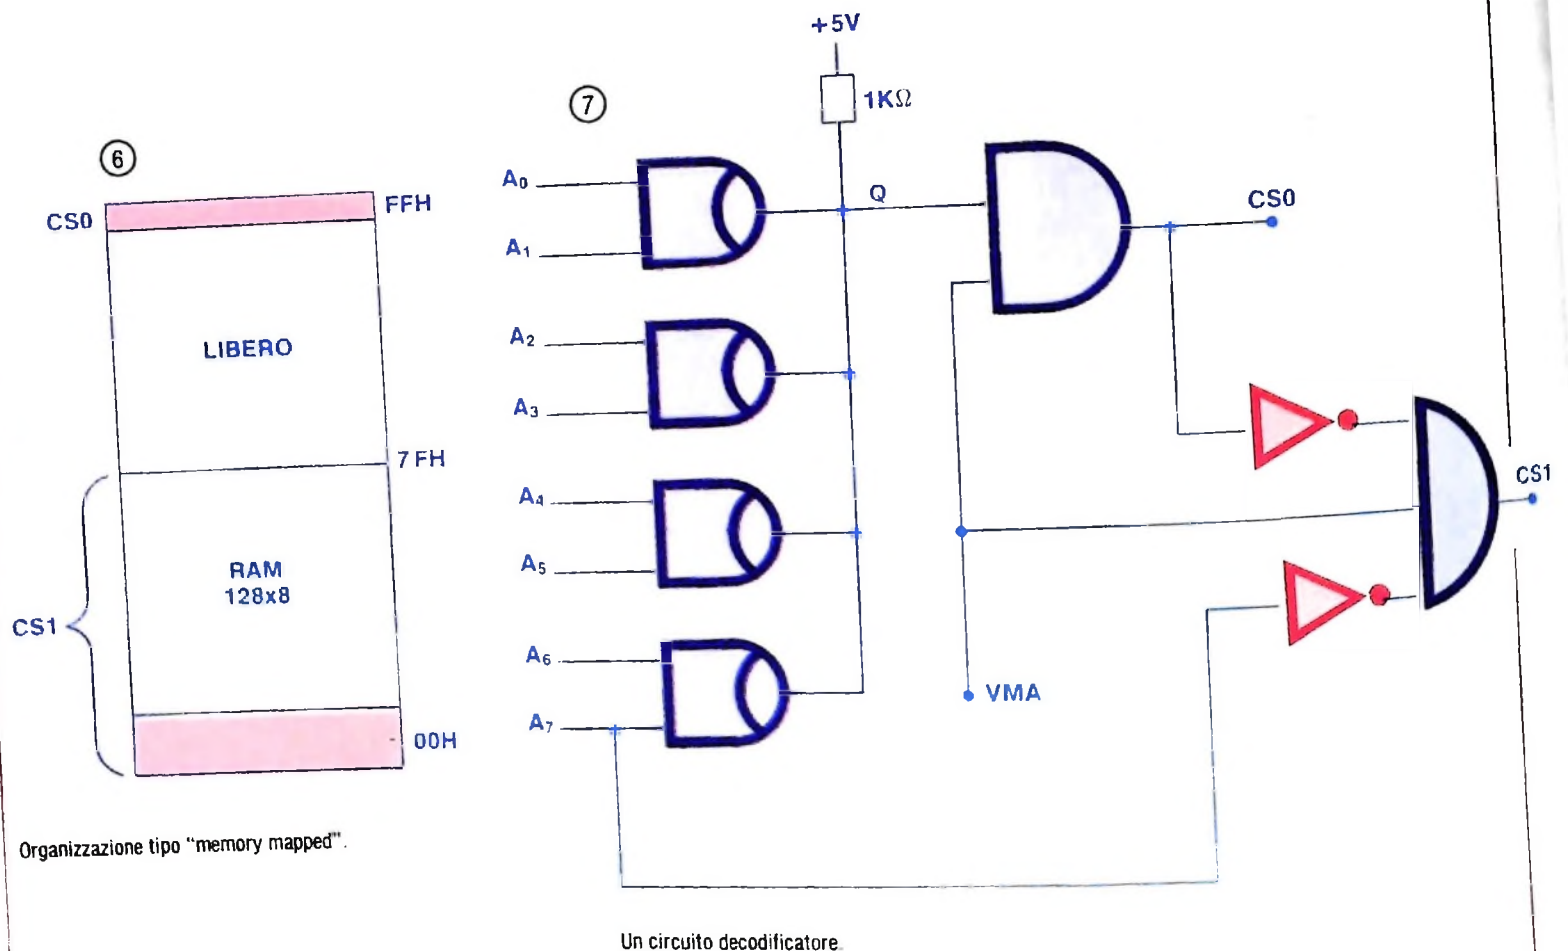 6
CS0
FFH
LIBERO
7FH
RAM
128x8
CS1
00H
Organizzazione tipo “memory mapped”.
7
+5V
1KΩ
A0
A1
Q
CS0
A2
A3
A4
A5
CS1
A6
A7
VMA
Un circuito decodificatore.